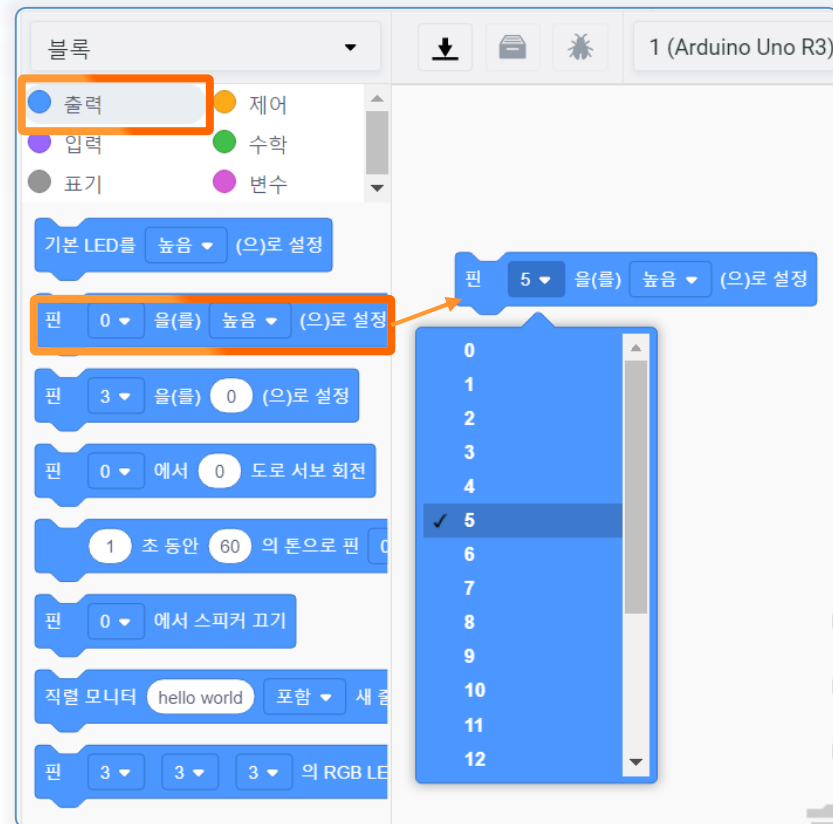 블록
1 (Arduino Uno R3)
출력
제어
입력
수학
표기
변수
기본 LED를 높음 (으)로 설정
핀 0 을(를) 높음 (으)로 설정
핀 3 을(를) 0 (으)로 설정
핀 0 에서 0 도로 서보 회전
1 초 동안 60 의 톤으로 핀 0
핀 0 에서 스피커 끄기
직렬 모니터 hello world 포함 새 줄
핀 3 3 3 의 RGB LE
핀 5 을(를) 높음 (으)로 설정
0
1
2
3
4
✓ 5
6
7
8
9
10
11
12